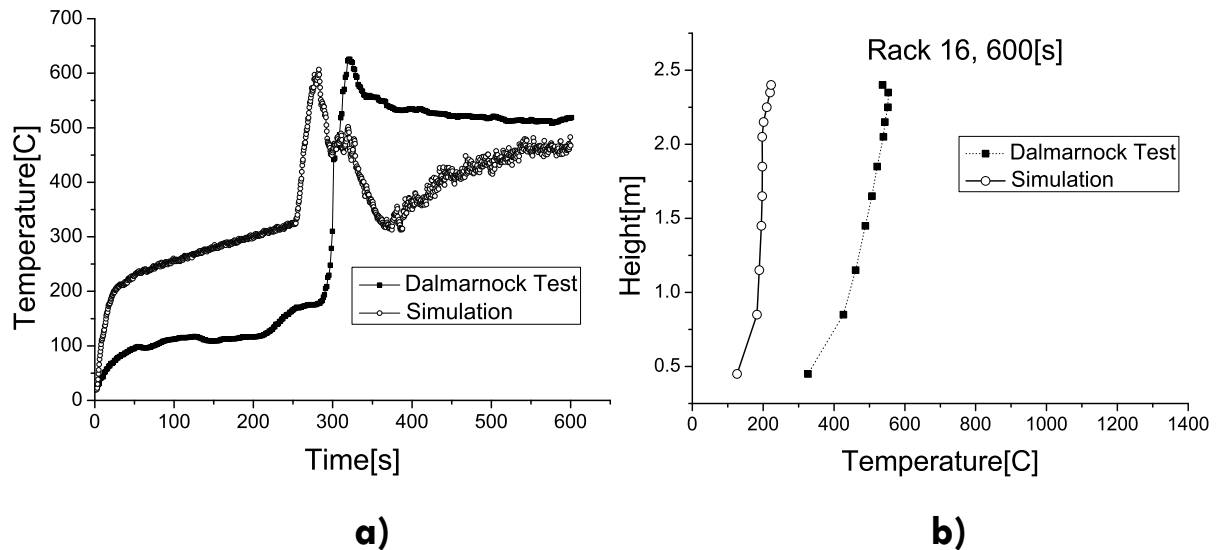 700
600
500
400
300
200
100
0
Temperature[C]
Dalmarnock Test
Simulation
0 100 200 300 400 500 600
Time[s]
a)
Rack 16, 600[s]
2.5
2.0
1.5
1.0
0.5
Height[m]
Dalmarnock Test
Simulation
0 200 400 600 800 1000 1200 1400
Temperature[C]
b)